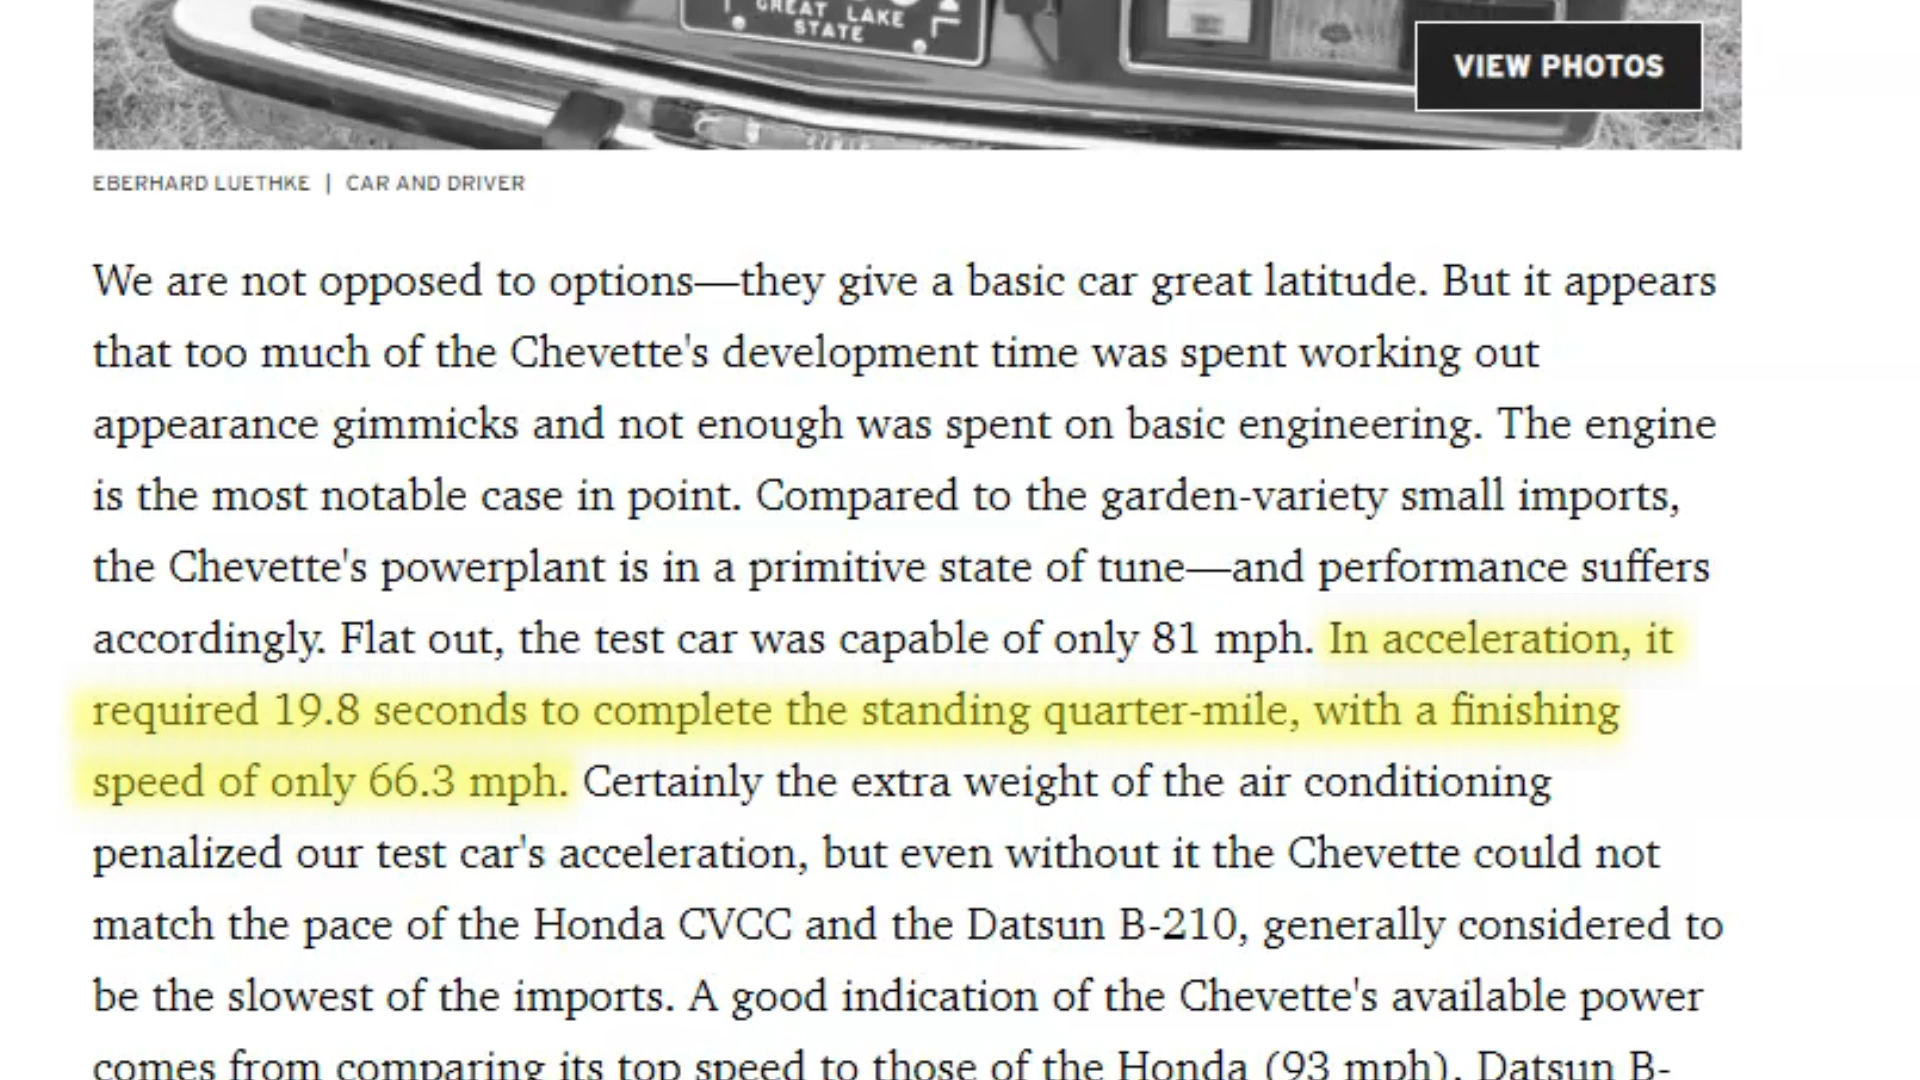 GREAT LAKE
STATE
VIEW PHOTOS
EBERHARD LUETHKE | CAR AND DRIVER
We are not opposed to options—they give a basic car great latitude. But it appears
that too much of the Chevette's development time was spent working out
appearance gimmicks and not enough was spent on basic engineering. The engine
is the most notable case in point. Compared to the garden-variety small imports,
the Chevette's powerplant is in a primitive state of tune—and performance suffers
accordingly. Flat out, the test car was capable of only 81 mph. In acceleration, it
required 19.8 seconds to complete the standing quarter-mile, with a finishing
speed of only 66.3 mph. Certainly the extra weight of the air conditioning
penalized our test car's acceleration, but even without it the Chevette could not
match the pace of the Honda CVCC and the Datsun B-210, generally considered to
be the slowest of the imports. A good indication of the Chevette's available power
comes from comparing its top speed to those of the Honda (93 mph), Datsun B-